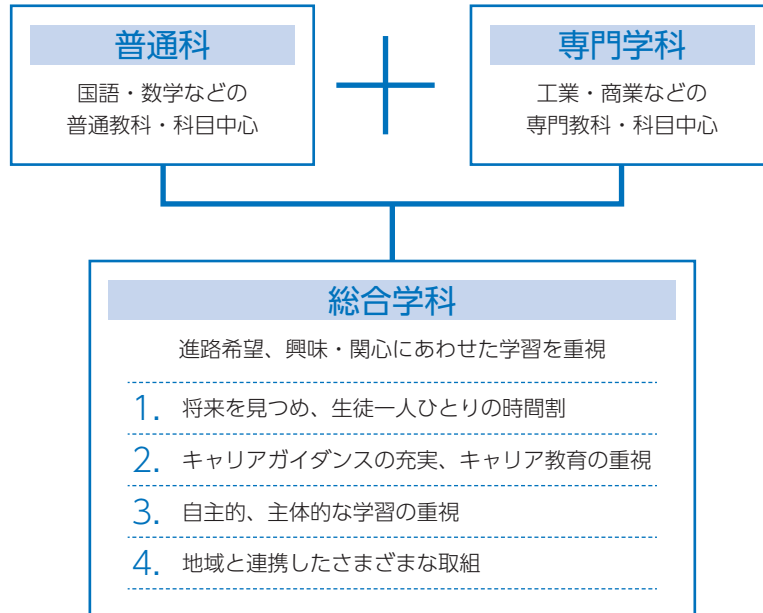 普通科
国語・数学などの
普通教科・科目中心
専門学科
工業・商業などの
専門教科・科目中心
総合学科
進路希望、興味・関心にあわせた学習を重視
1. 将来を見つめ、生徒一人ひとりの時間割
2. キャリアガイダンスの充実、キャリア教育の重視
3. 自主的、主体的な学習の重視
4. 地域と連携したさまざまな取組